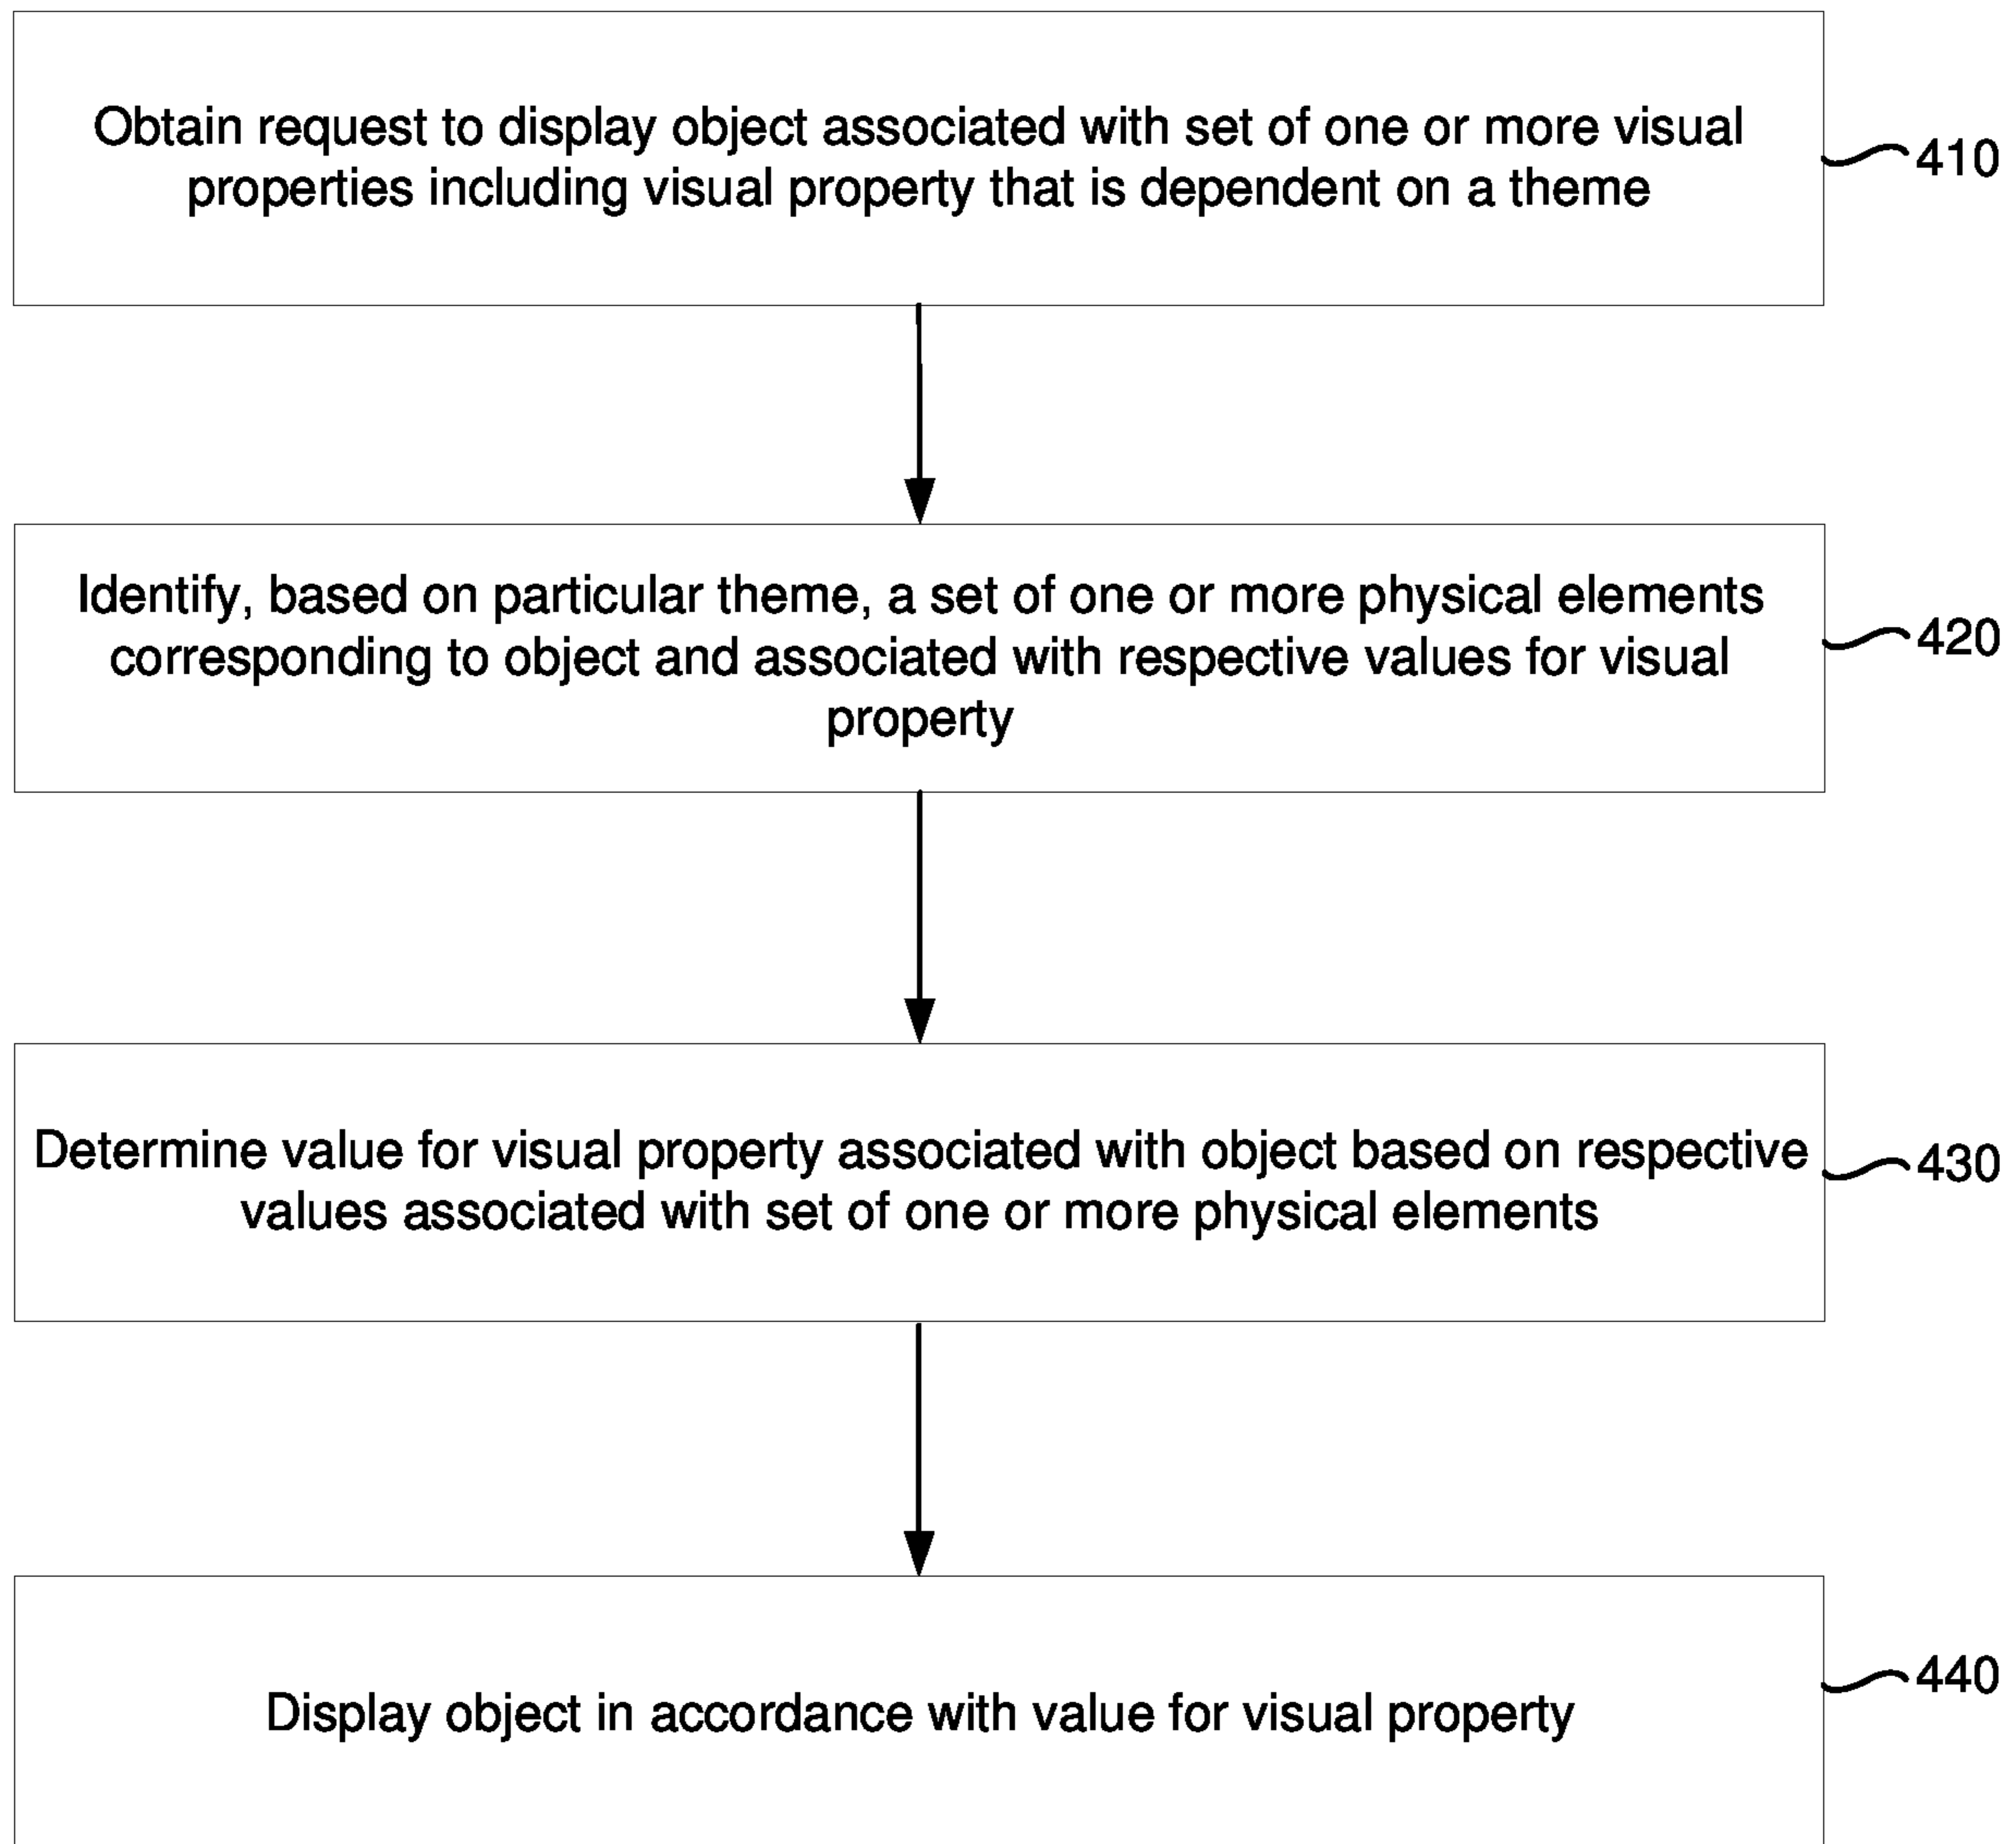 Obtain request to display object associated with set of one or more visual
properties including visual property that is dependent on a theme
410
Identify, based on particular theme, a set of one or more physical elements
corresponding to object and associated with respective values for visual
property
420
Determine value for visual property associated with object based on respective
values associated with set of one or more physical elements
430
Display object in accordance with value for visual property
440